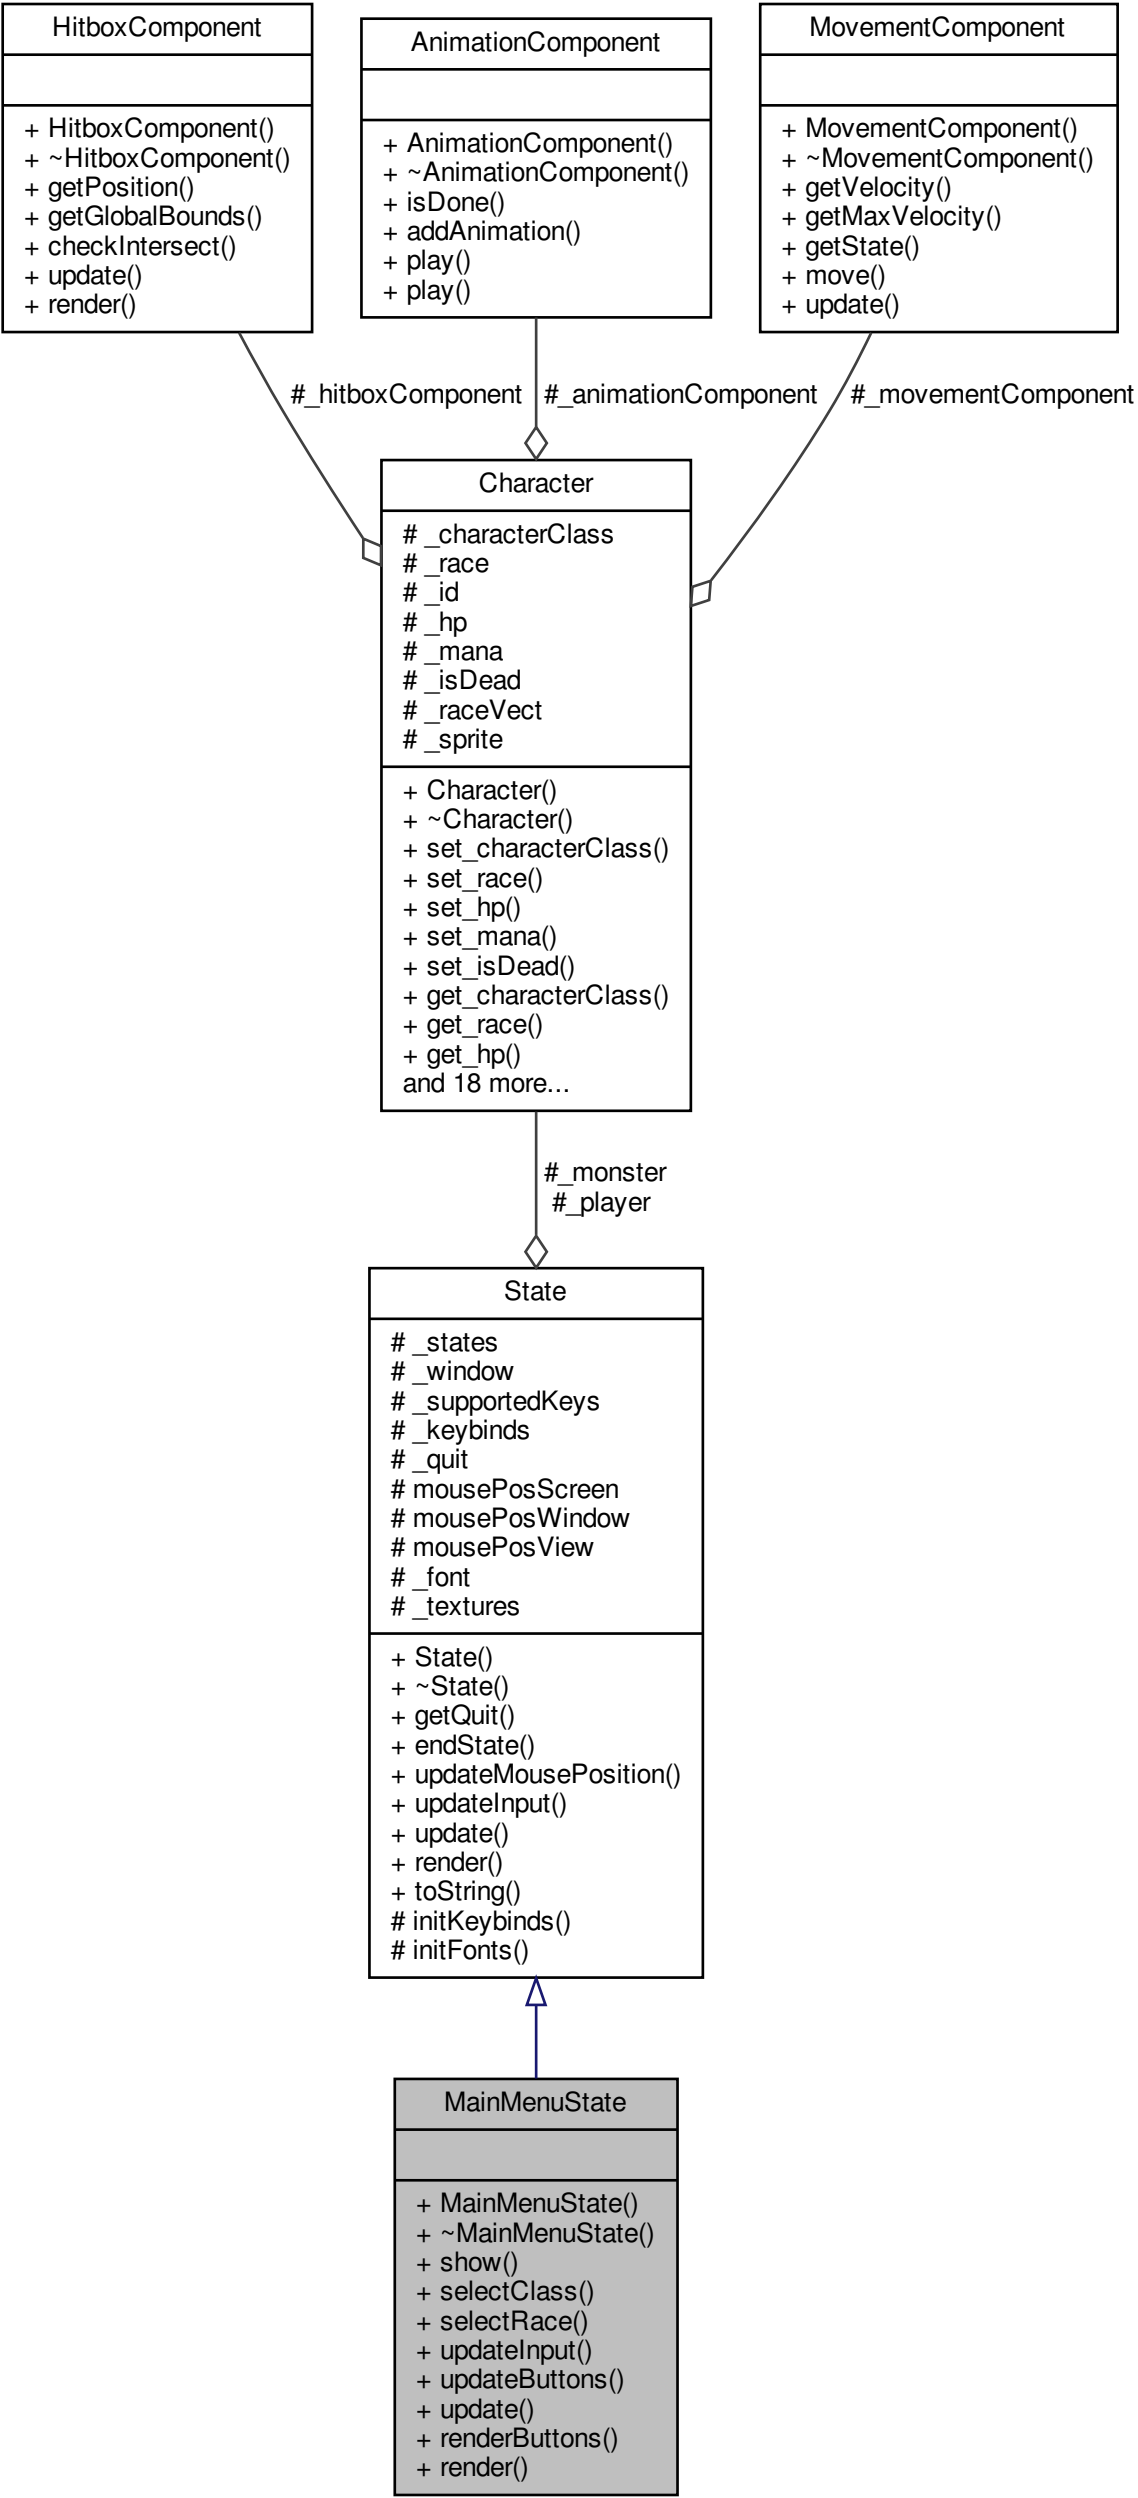 HitboxComponent
+ HitboxComponent()
+ ~HitboxComponent()
+ getPosition()
+ getGlobalBounds()
+ checkIntersect()
+ update()
+ render()
AnimationComponent
+ AnimationComponent()
+ ~AnimationComponent()
+ isDone()
+ addAnimation()
+ play()
+ play()
MovementComponent
+ MovementComponent()
+ ~MovementComponent()
+ getVelocity()
+ getMaxVelocity()
+ getState()
+ move()
+ update()
#_hitboxComponent
#_animationComponent
#_movementComponent
Character
# _characterClass
# _race
# _id
# _hp
# _mana
# _isDead
# _raceVect
# _sprite
+ Character()
+ ~Character()
+ set_characterClass()
+ set_race()
+ set_hp()
+ set_mana()
+ set_isDead()
+ get_characterClass()
+ get_race()
+ get_hp()
and 18 more...
#_monster
#_player
State
# _states
# _window
# _supportedKeys
# _keybinds
# _quit
# mousePosScreen
# mousePosWindow
# mousePosView
# _font
# _textures
+ State()
+ ~State()
+ getQuit()
+ endState()
+ updateMousePosition()
+ updateInput()
+ update()
+ render()
+ toString()
# initKeybinds()
# initFonts()
MainMenuState
+ MainMenuState()
+ ~MainMenuState()
+ show()
+ selectClass()
+ selectRace()
+ updateInput()
+ updateButtons()
+ update()
+ renderButtons()
+ render()